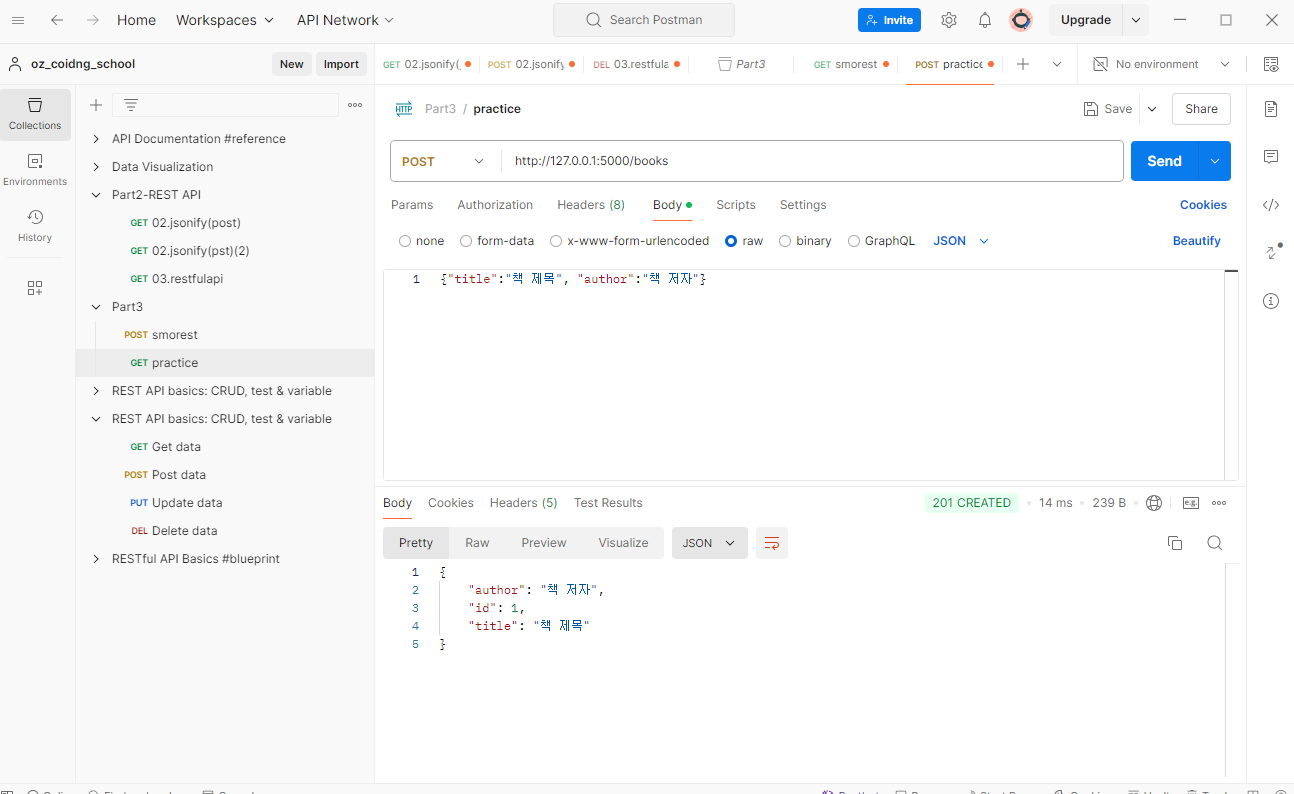 Home Workspaces API Network Search Postman Invite Upgrade
oz_coidng_school New Import GET 02.jsonify(. POST 02.jsonify DEL 03.restfula Part3 GET smorest POST practice No environment
Collections
Environments
History
API Documentation #reference
Data Visualization
Part2-REST API
GET 02.jsonify(post)
GET 02.jsonify(pst)(2)
GET 03.restfulapi
Part3
POST smorest
GET practice
REST API basics: CRUD, test & variable
REST API basics: CRUD, test & variable
GET Get data
POST Post data
PUT Update data
DEL Delete data
RESTful API Basics #blueprint
HTTP Part3 / practice Save Share
POST http://127.0.0.1:5000/books Send
Params Authorization Headers (8) Body Scripts Settings Cookies
none form-data x-www-form-urlencoded raw binary GraphQL JSON Beautify
1 {"title":"책 제목", "author":"책 저자"}
Body Cookies Headers (5) Test Results 201 CREATED 14 ms 239 B e.g.
Pretty Raw Preview Visualize JSON
1 {
2 "author": "책 저자",
3 "id": 1,
4 "title": "책 제목"
5 }